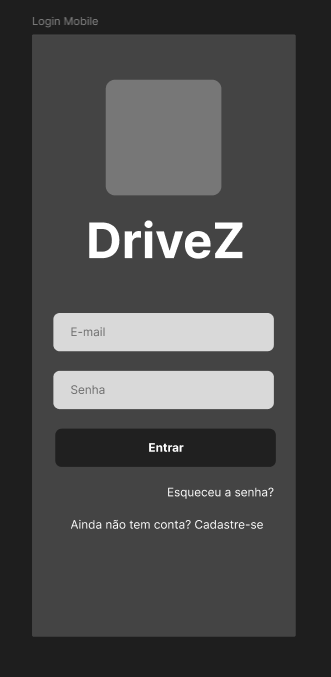 Login Mobile
DriveZ
E-mail
Senha
Entrar
Esqueceu a senha?
Ainda não tem conta? Cadastre-se